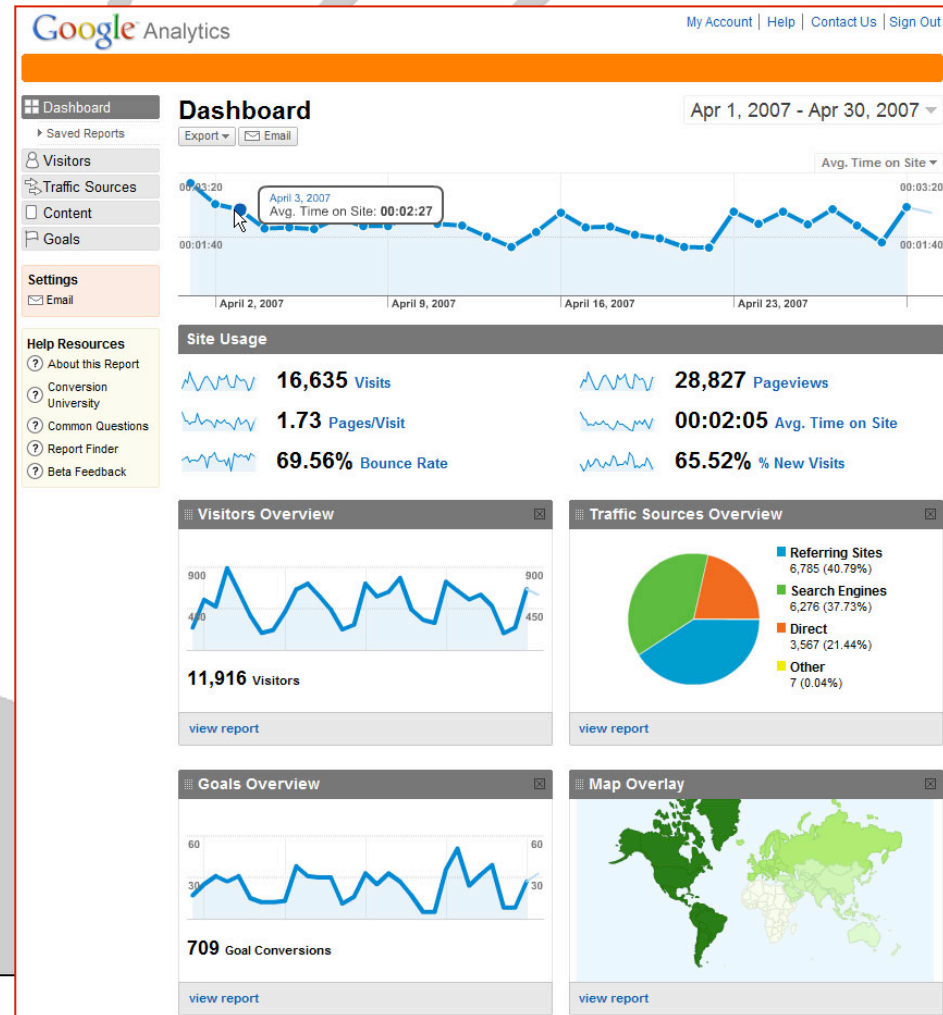 Google Analytics
My Account | Help | Contact Us | Sign Out
Dashboard
Saved Reports
Visitors
Traffic Sources
Content
Goals
Settings
Email
Help Resources
? About this Report
? Conversion
University
? Common Questions
? Report Finder
? Beta Feedback
Dashboard
Apr 1, 2007 - Apr 30, 2007
Export
Email
Avg. Time on Site
00:03:20
00:03:20
April 3, 2007
Avg. Time on Site: 00:02:27
00:01:40
00:01:40
April 2, 2007
April 9, 2007
April 16, 2007
April 23, 2007
Site Usage
16,635 Visits
28,827 Pageviews
1.73 Pages/Visit
00:02:05 Avg. Time on Site
69.56% Bounce Rate
65.52% % New Visits
Visitors Overview
900
900
450
450
11,916 Visitors
view report
Traffic Sources Overview
Referring Sites
6,785 (40.79%)
Search Engines
6,276 (37.73%)
Direct
3,567 (21.44%)
Other
7 (0.04%)
view report
Goals Overview
60
60
30
30
709 Goal Conversions
view report
Map Overlay
view report